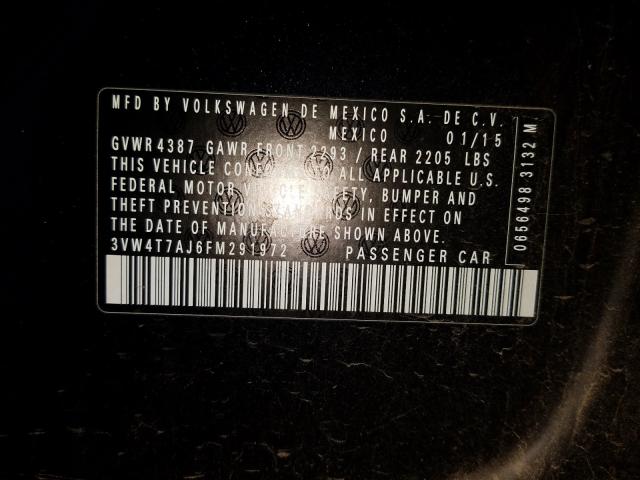 MFD BY VOLKSWAGEN DE MEXICO S.A. DE C.V.
MEXICO 01/15
GVWR 4387 GAWR FRONT 2293 / REAR 2205 LBS
THIS VEHICLE CONFORMS TO ALL APPLICABLE U.S.
FEDERAL MOTOR VEHICLE SAFETY, BUMPER AND
THEFT PREVENTION STANDARDS IN EFFECT ON
THE DATE OF MANUFACTURE SHOWN ABOVE.
3VW4T7AJ6FM291972 PASSENGER CAR
0656498 3132 M